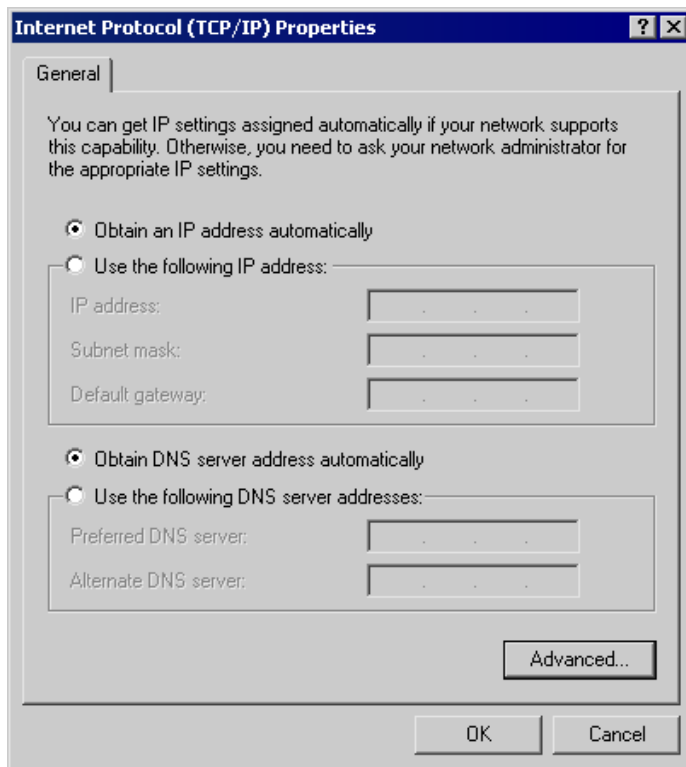 Internet Protocol (TCP/IP) Properties
General
You can get IP settings assigned automatically if your network supports
this capability. Otherwise, you need to ask your network administrator for
the appropriate IP settings.
Obtain an IP address automatically
Use the following IP address:
IP address:
Subnet mask:
Default gateway:
Obtain DNS server address automatically
Use the following DNS server addresses:
Preferred DNS server:
Alternate DNS server:
Advanced...
OK Cancel